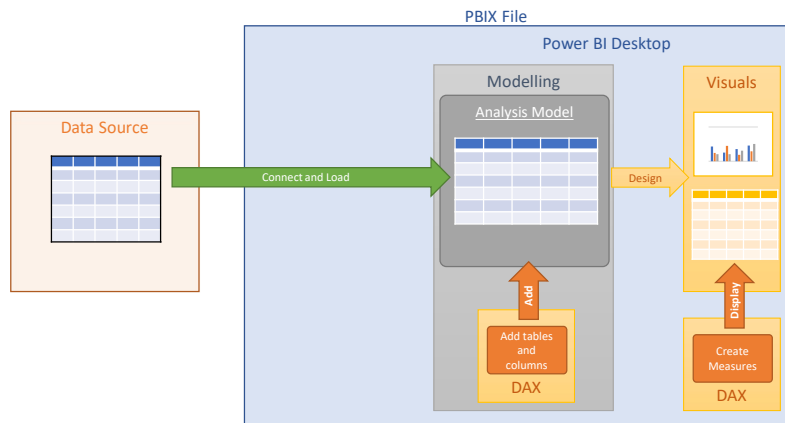 PBIX File
Power BI Desktop
Modelling
Visuals
Analysis Model
Data Source
Connect and Load
Design
Add
Display
Add tables
and
columns
Create
Measures
DAX
DAX